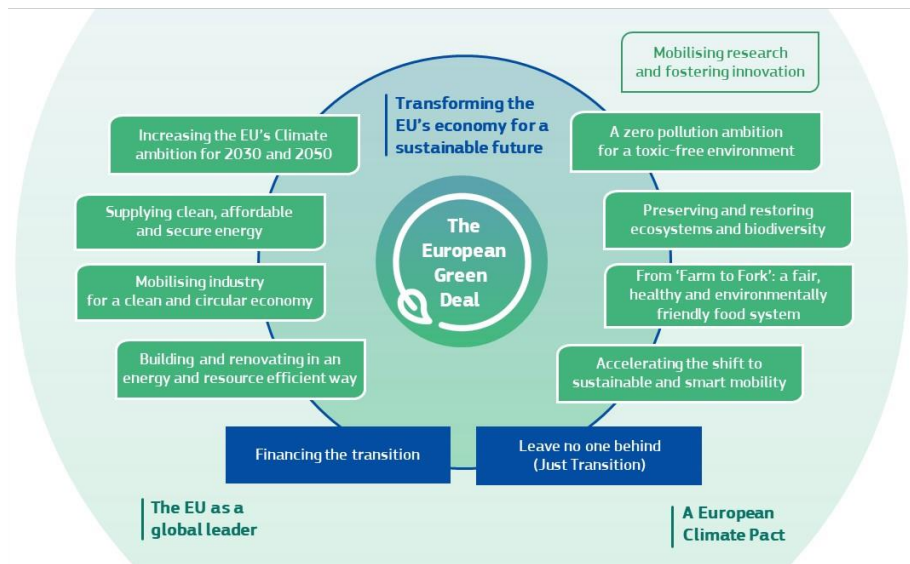 Mobilising research
and fostering innovation
Transforming the
EU's economy for a
sustainable future
Increasing the EU's Climate
ambition for 2030 and 2050
A zero pollution ambition
for a toxic-free environment
Supplying clean, affordable
and secure energy
Preserving and restoring
ecosystems and biodiversity
The
European
Green
Deal
Mobilising industry
for a clean and circular economy
From ‘Farm to Fork’: a fair,
healthy and environmentally
friendly food system
Building and renovating in an
energy and resource efficient way
Accelerating the shift to
sustainable and smart mobility
Financing the transition
Leave no one behind
(Just Transition)
The EU as a
global leader
A European
Climate Pact